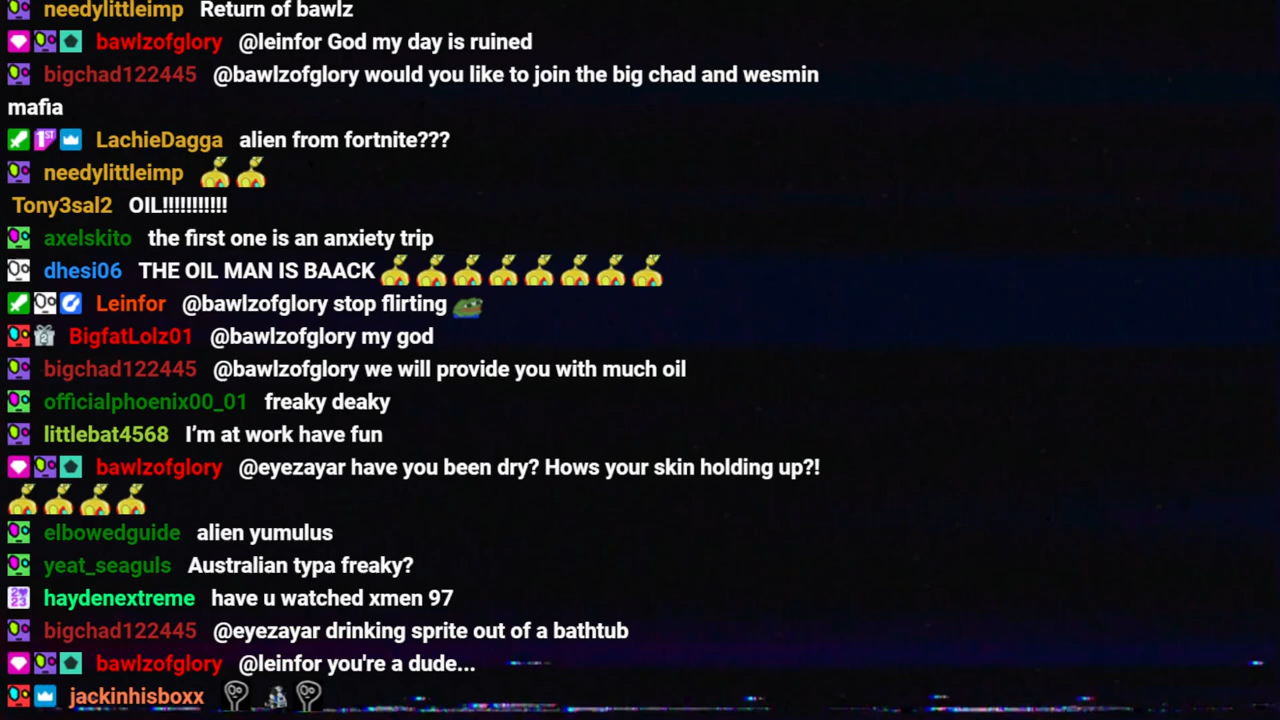 needylittleimp Return of bawlz
bawlzofglory @leinfor God my day is ruined
bigchad122445 @bawlzofglory would you like to join the big chad and wesmin
mafia
1ST LachieDagga alien from fortnite???
needylittleimp
Tony3sal2 OIL!!!!!!!!!!!
axelskito the first one is an anxiety trip
dhesi06 THE OIL MAN IS BAACK
Leinfor @bawlzofglory stop flirting
2 BigfatLolz01 @bawlzofglory my god
bigchad122445 @bawlzofglory we will provide you with much oil
officialphoenix00_01 freaky deaky
littlebat4568 I’m at work have fun
bawlzofglory @eyezayar have you been dry? Hows your skin holding up?!
elbowedguide alien yumulus
yeat_seaguls Australian typa freaky?
2♥23 haydenextreme have u watched xmen 97
bigchad122445 @eyezayar drinking sprite out of a bathtub
bawlzofglory @leinfor you're a dude...
jackinhisboxx